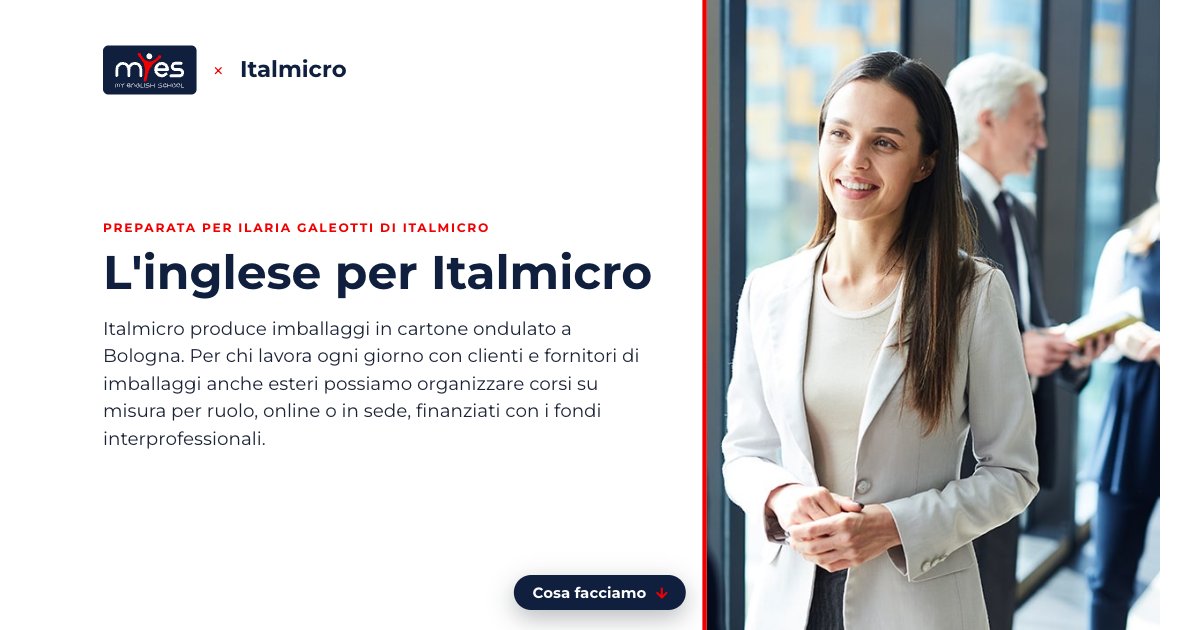 myes
MY ENGLISH SCHOOL
× Italmicro
PREPARATA PER ILARIA GALEOTTI DI ITALMICRO
L'inglese per Italmicro
Italmicro produce imballaggi in cartone ondulato a
Bologna. Per chi lavora ogni giorno con clienti e fornitori di
imballaggi anche esteri possiamo organizzare corsi su
misura per ruolo, online o in sede, finanziati con i fondi
interprofessionali.
Cosa facciamo ↓